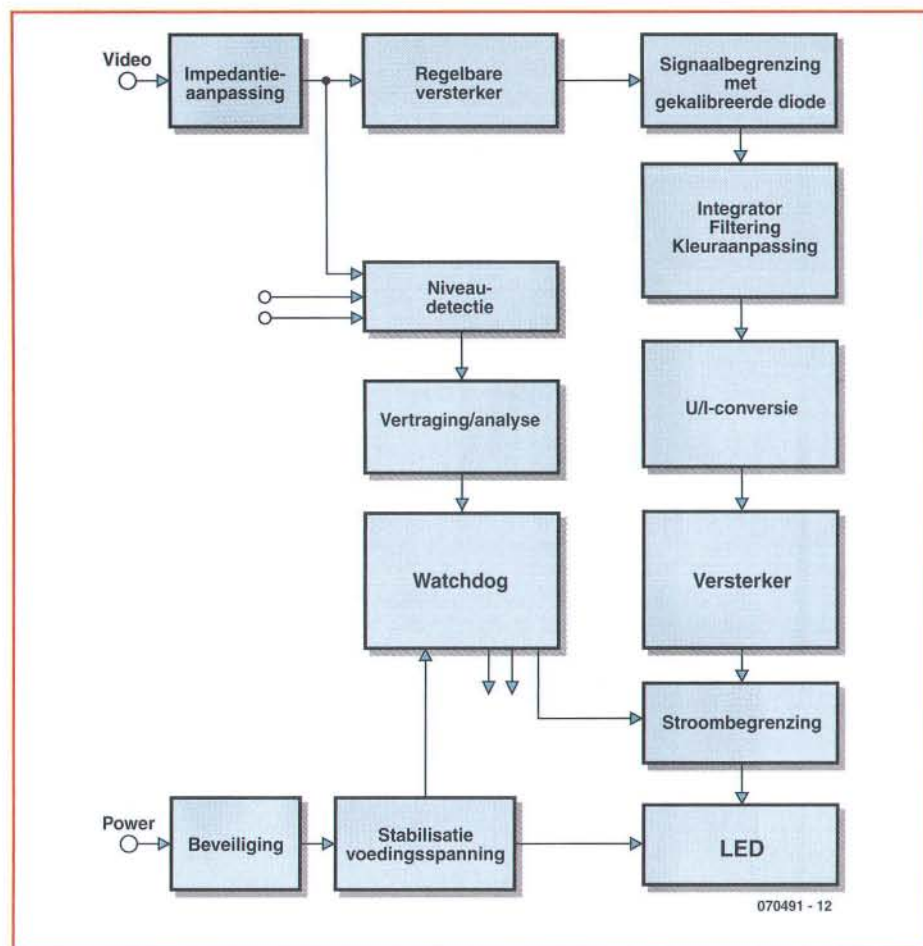 Video
Impedantie-
aanpassing
Regelbare
versterker
Signaalbegrenzing
met
gekalibreerde diode
Integrator
Filtering
Kleuraanpassing
Niveau-
detectie
Vertraging/analyse
U/I-conversie
Watchdog
Versterker
Stroombegrenzing
Power
Beveiliging
Stabilisatie
voedingsspanning
LED
070491 - 12